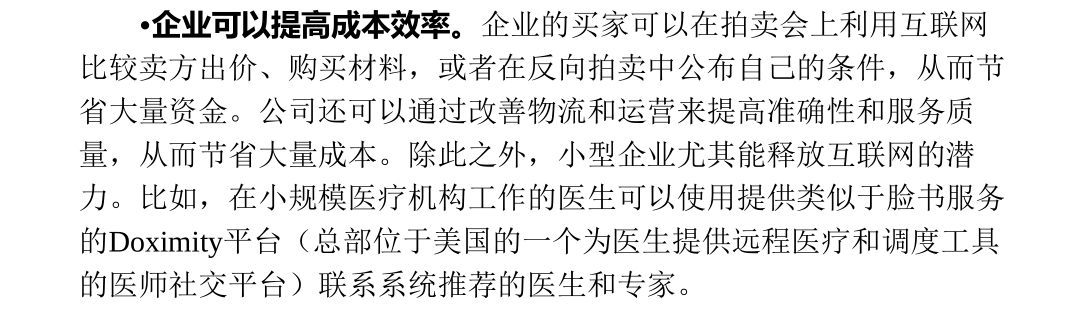 •企业可以提高成本效率。企业的买家可以在拍卖会上利用互联网
比较卖方出价、购买材料，或者在反向拍卖中公布自己的条件，从而节
省大量资金。公司还可以通过改善物流和运营来提高准确性和服务质
量，从而节省大量成本。除此之外，小型企业尤其能释放互联网的潜
力。比如，在小规模医疗机构工作的医生可以使用提供类似于脸书服务
的Doximity平台（总部位于美国的一个为医生提供远程医疗和调度工具
的医师社交平台）联系系统推荐的医生和专家。